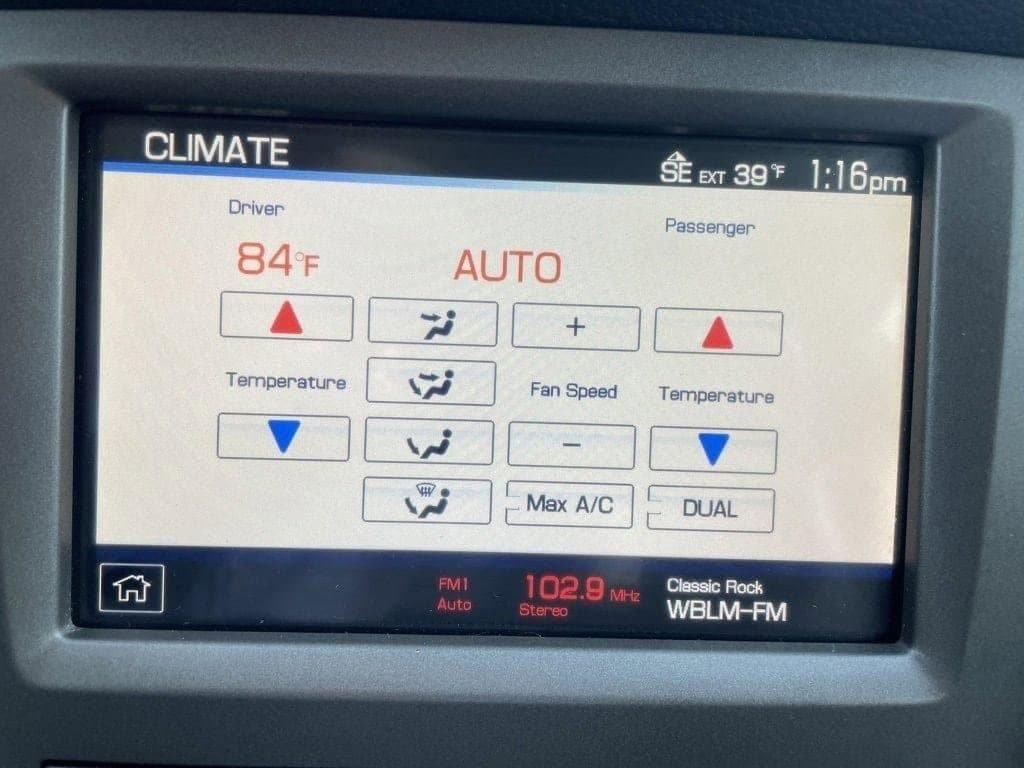 CLIMATE
SE EXT 39°F 1:16pm
Driver
Passenger
84°F
AUTO
+
Temperature
Fan Speed
Temperature
−
Max A/C
DUAL
FM1
Auto
102.9 MHz
Stereo
Classic Rock
WBLM-FM